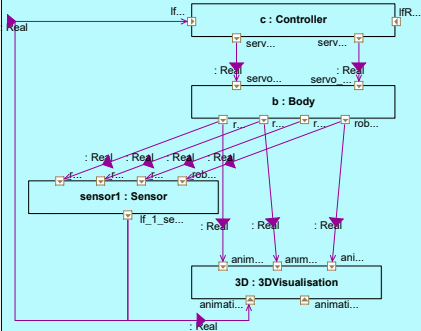 lf...
: Real
c : Controller
lfR...
serv...
serv...
: Real
: Real
servo...
servo_...
b : Body
r...
r...
r...
rob...
: Real
: Real
: Real
: Real
r...
r...
r...
rob...
sensor1 : Sensor
lf_1_se...
: Real
: Real
: Real
anim...
anim...
ani...
3D : 3DVisualisation
animati...
animati...
: Real